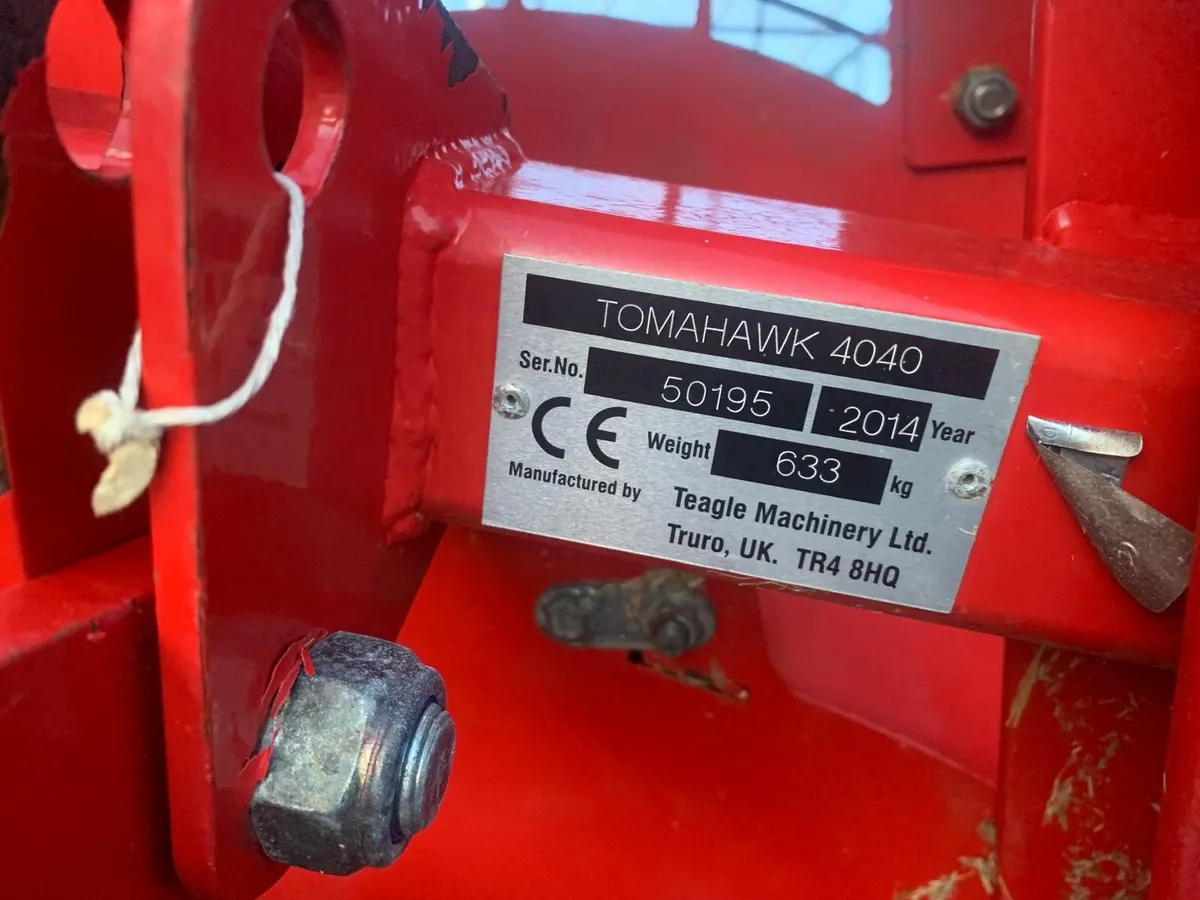 TOMAHAWK 4040
Ser.No. 50195 2014 Year
CE Weight 633 kg
Manufactured by Teagle Machinery Ltd.
Truro, UK. TR4 8HQ